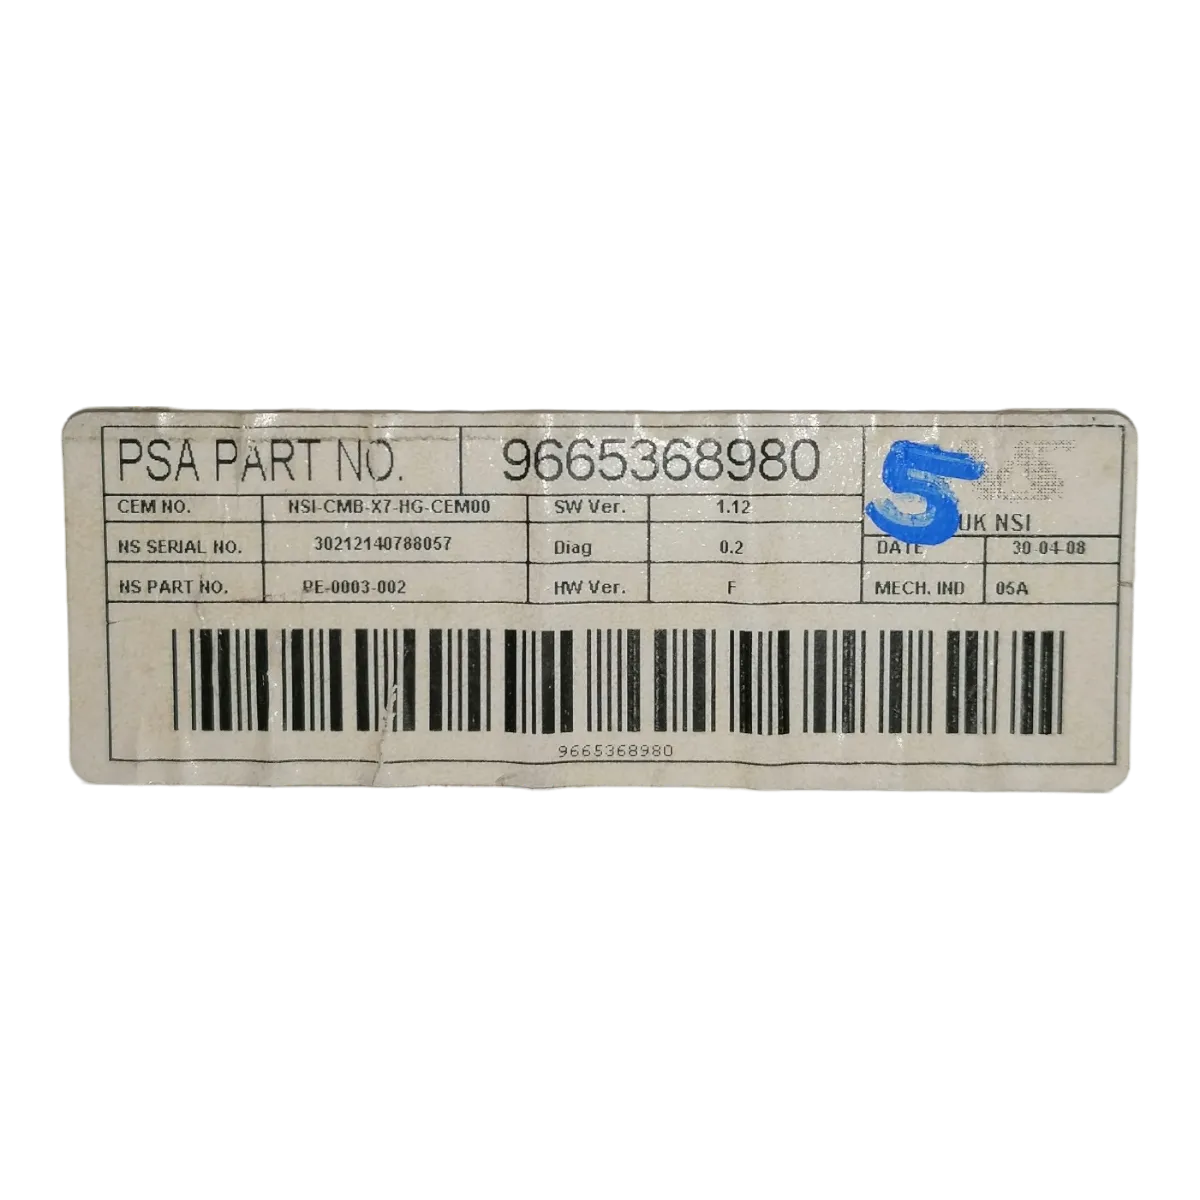 PSA PART NO. 9665368980
5
UK NSI
CEM NO. NSI-CMB-X7-HG-CEM00 SW Ver. 1.12
NS SERIAL NO. 30212140788057 Diag 0.2 DATE 30-04-08
NS PART NO. PE-0003-002 HW Ver. F MECH. IND 05A
9665368980